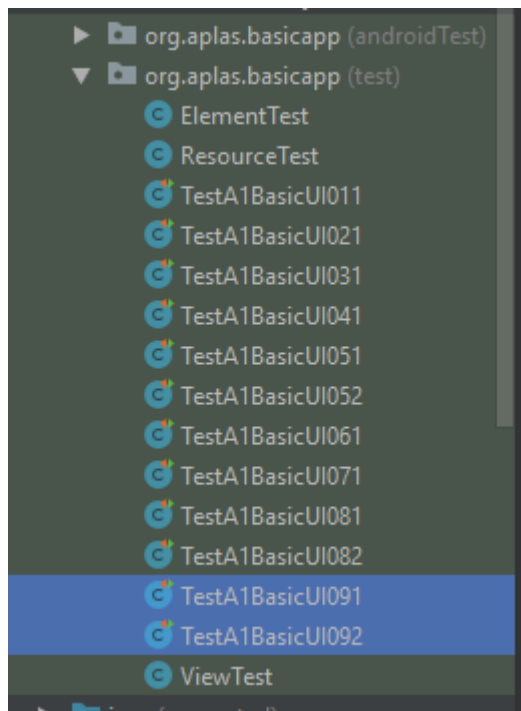 org.aplas.basicapp (androidTest)
org.aplas.basicapp (test)
ElementTest
ResourceTest
TestA1BasicUI011
TestA1BasicUI021
TestA1BasicUI031
TestA1BasicUI041
TestA1BasicUI051
TestA1BasicUI052
TestA1BasicUI061
TestA1BasicUI071
TestA1BasicUI081
TestA1BasicUI082
TestA1BasicUI091
TestA1BasicUI092
ViewTest